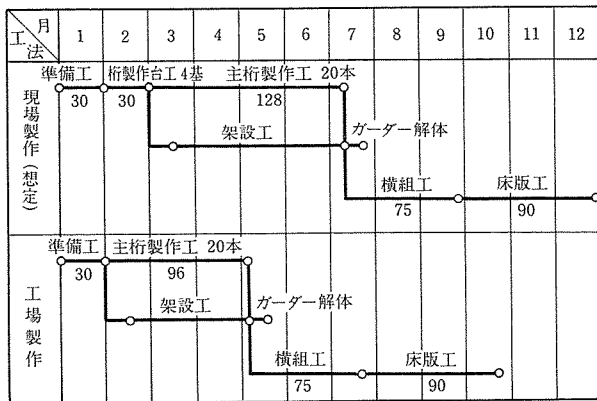 月
工法
1 2 3 4 5 6 7 8 9 10 11 12
現場製作(想定)
準備工 桁製作台工 4基 主桁製作工 20本
30 30 128
架設工 ガーダー解体
横組工 床版工
75 90
工場製作
準備工 主桁製作工 20本
30 96
架設工 ガーダー解体
横組工 床版工
75 90